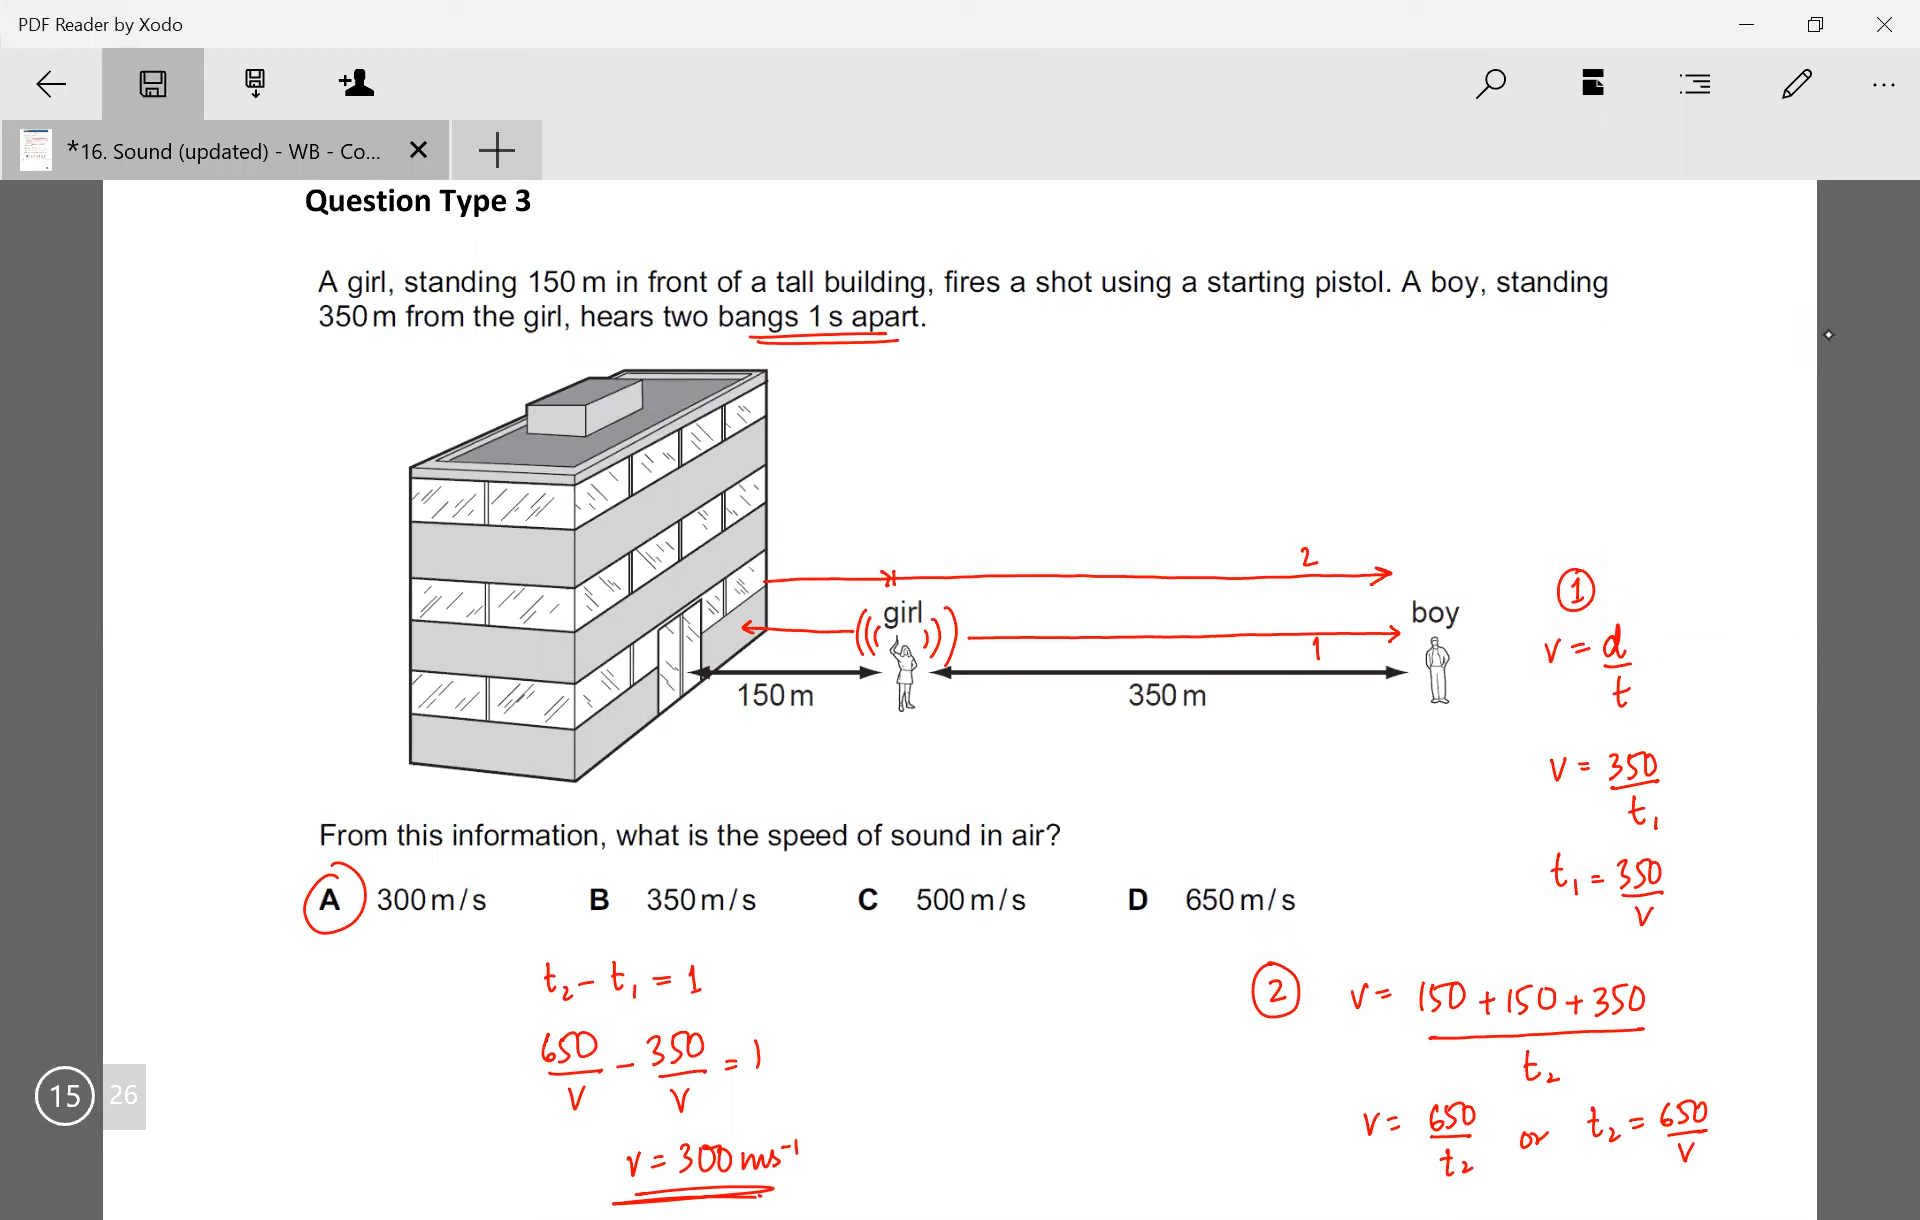 PDF Reader by Xodo
*16. Sound (updated) - WB - Co...
Question Type 3
A girl, standing 150 m in front of a tall building, fires a shot using a starting pistol. A boy, standing
350 m from the girl, hears two bangs 1 s apart.
2
girl
boy
1
150 m
350 m
①
v = d/t
v = 350/t₁
t₁ = 350/v
From this information, what is the speed of sound in air?
A 300 m / s B 350 m / s C 500 m / s D 650 m / s
t₂ - t₁ = 1
650/v - 350/v = 1
v = 300 ms⁻¹
② v = 150 + 150 + 350 / t₂
v = 650/t₂ or t₂ = 650/v
15 26